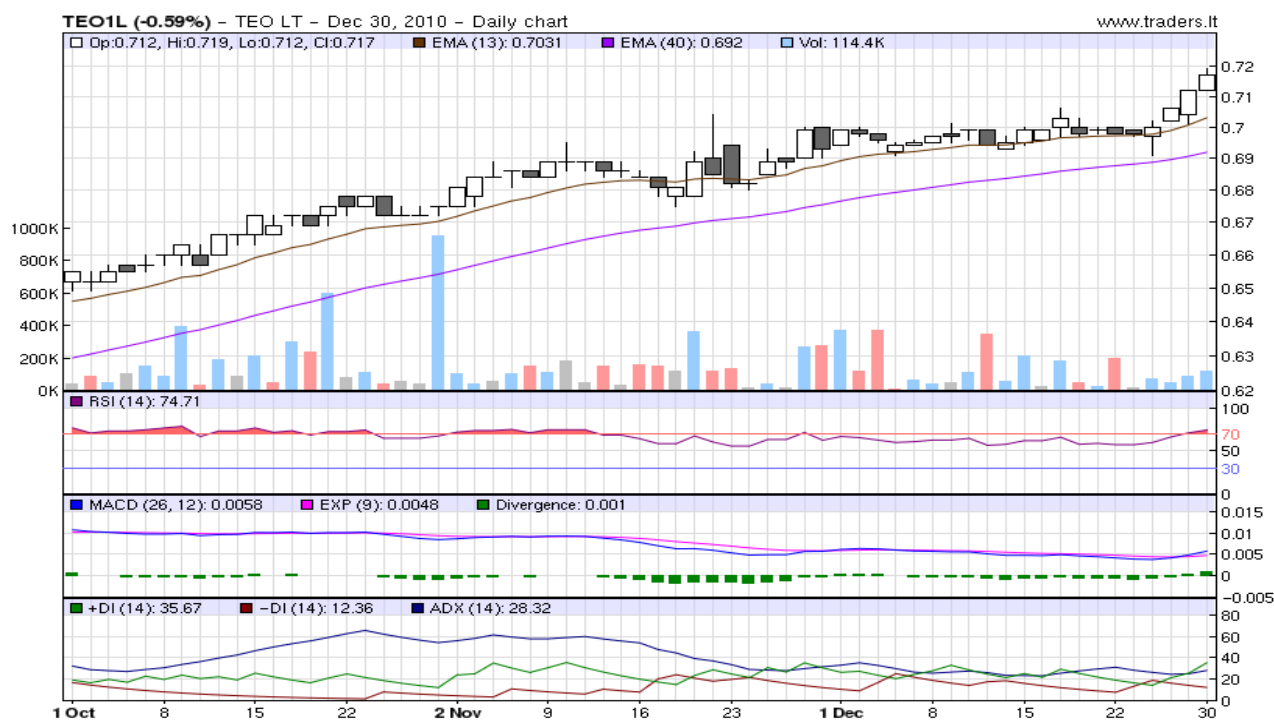 TEO1L (-0.59%) - TEO LT - Dec 30, 2010 - Daily chart www.traders.lt
Op:0.712, Hi:0.719, Lo:0.712, Cl:0.717 EMA (13): 0.7031 EMA (40): 0.692 Vol: 114.4K
0.72
0.71
0.7
0.69
0.68
0.67
1000K
0.66
800K
0.65
600K
0.64
400K
0.63
200K
0K 0.62
RSI (14): 74.71
100
70
50
30
0
MACD (26, 12): 0.0058 EXP (9): 0.0048 Divergence: 0.001
0.015
0.01
0.005
0
-0.005
+DI (14): 35.67 -DI (14): 12.36 ADX (14): 28.32
80
60
40
20
0
1 Oct 8 15 22 2 Nov 9 16 23 1 Dec 8 15 22 30